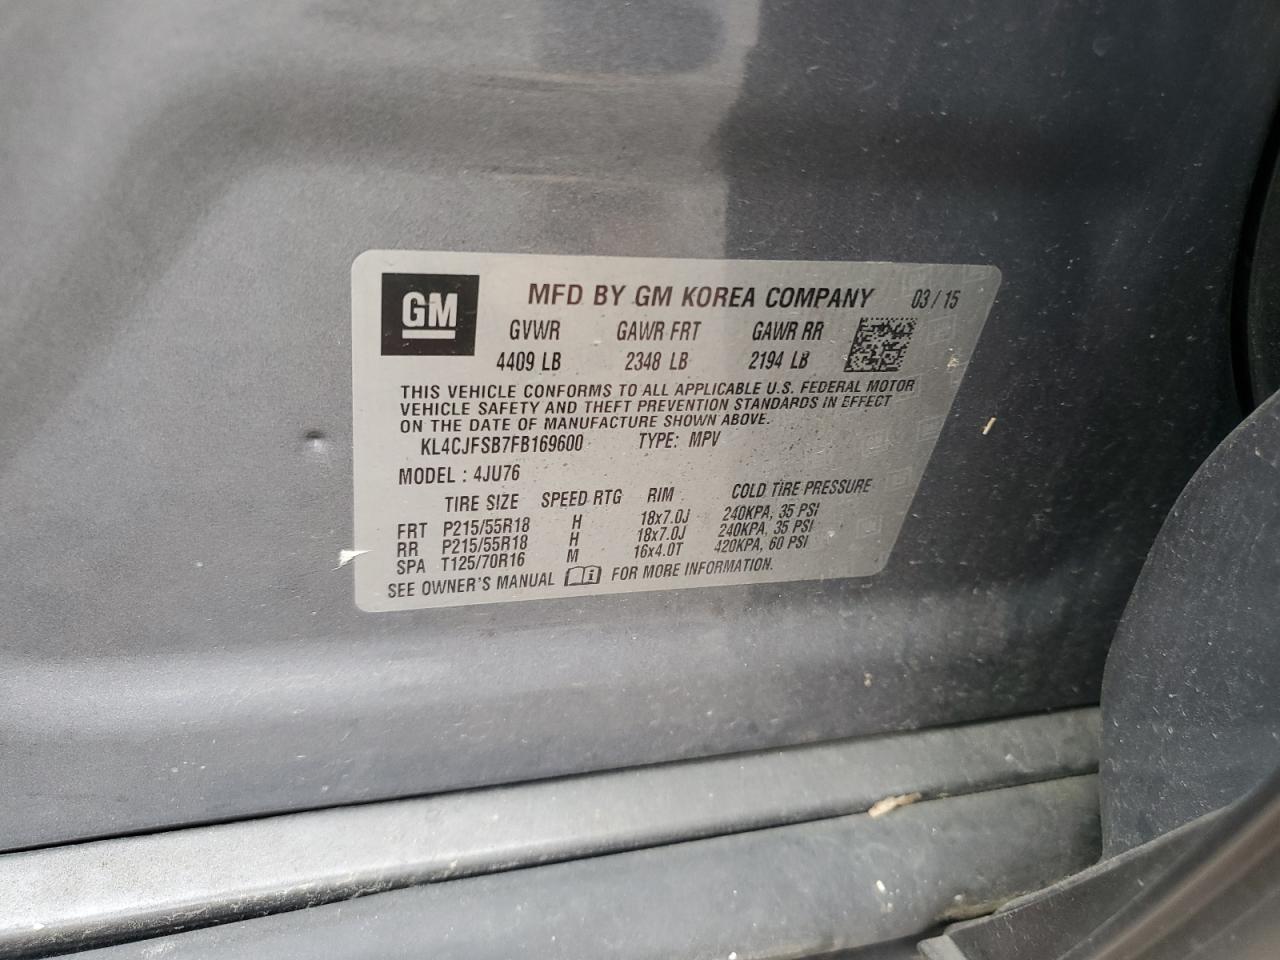 GM MFD BY GM KOREA COMPANY 03 / 15
GVWR GAWR FRT GAWR RR
4409 LB 2348 LB 2194 LB
THIS VEHICLE CONFORMS TO ALL APPLICABLE U.S. FEDERAL MOTOR
VEHICLE SAFETY AND THEFT PREVENTION STANDARDS IN EFFECT
ON THE DATE OF MANUFACTURE SHOWN ABOVE.
KL4CJFSB7FB169600 TYPE: MPV
MODEL : 4JU76
TIRE SIZE SPEED RTG RIM COLD TIRE PRESSURE
FRT P215/55R18 H 18x7.0J 240KPA, 35 PSI
RR P215/55R18 H 18x7.0J 240KPA, 35 PSI
SPA T125/70R16 M 16x4.0T 420KPA, 60 PSI
SEE OWNER'S MANUAL i FOR MORE INFORMATION.